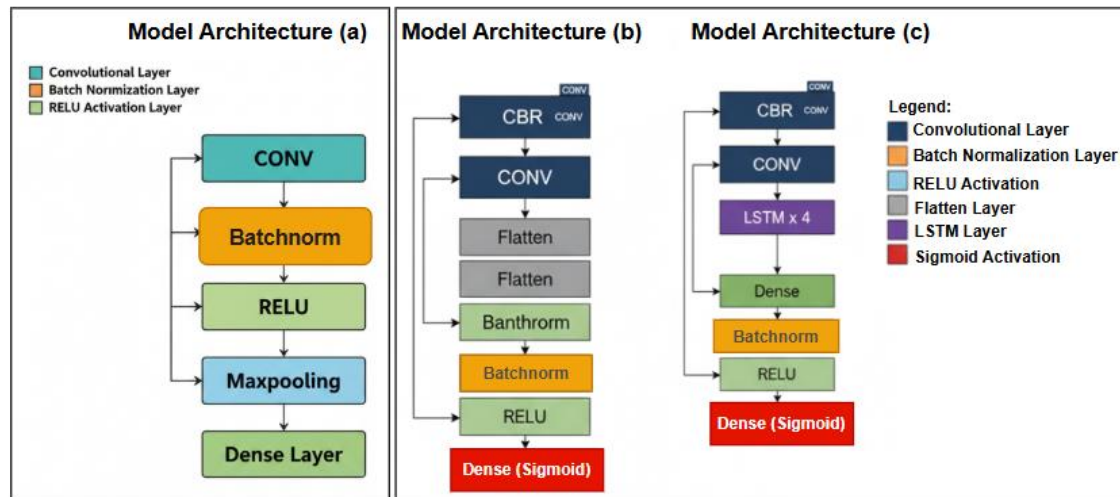 Model Architecture (a)
Convolutional Layer
Batch Normization Layer
RELU Activation Layer
CONV
Batchnorm
RELU
Maxpooling
Dense Layer
Model Architecture (b)
CONV
CBR CONV
CONV
Flatten
Flatten
Banthrorm
Batchnorm
RELU
Dense (Sigmoid)
Model Architecture (c)
CONV
CBR CONV
CONV
LSTM x 4
Dense
Batchnorm
RELU
Dense (Sigmoid)
Legend:
Convolutional Layer
Batch Normalization Layer
RELU Activation
Flatten Layer
LSTM Layer
Sigmoid Activation